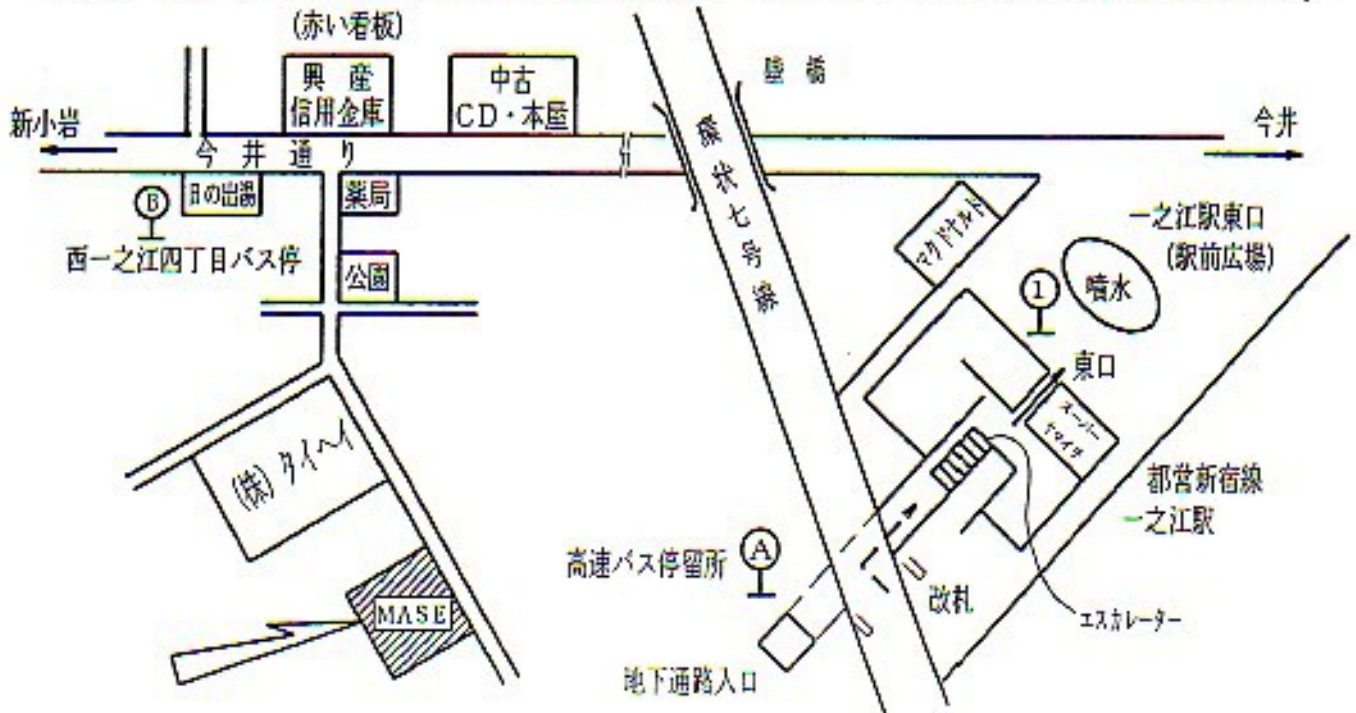 (赤い看板)
興産
信用金庫
中古
CD・本屋
陸橋
新小岩
今井
今井通り
B
日の出湯
薬局
環状七号線
マクドナルド
一之江駅東口
(駅前広場)
西一之江四丁目バス停
公園
1
噴水
東口
スーパー
ヤマイチ
(株)タイヘイ
都営新宿線
一之江駅
高速バス停留所
A
改札
MASE
エスカレーター
地下通路入口